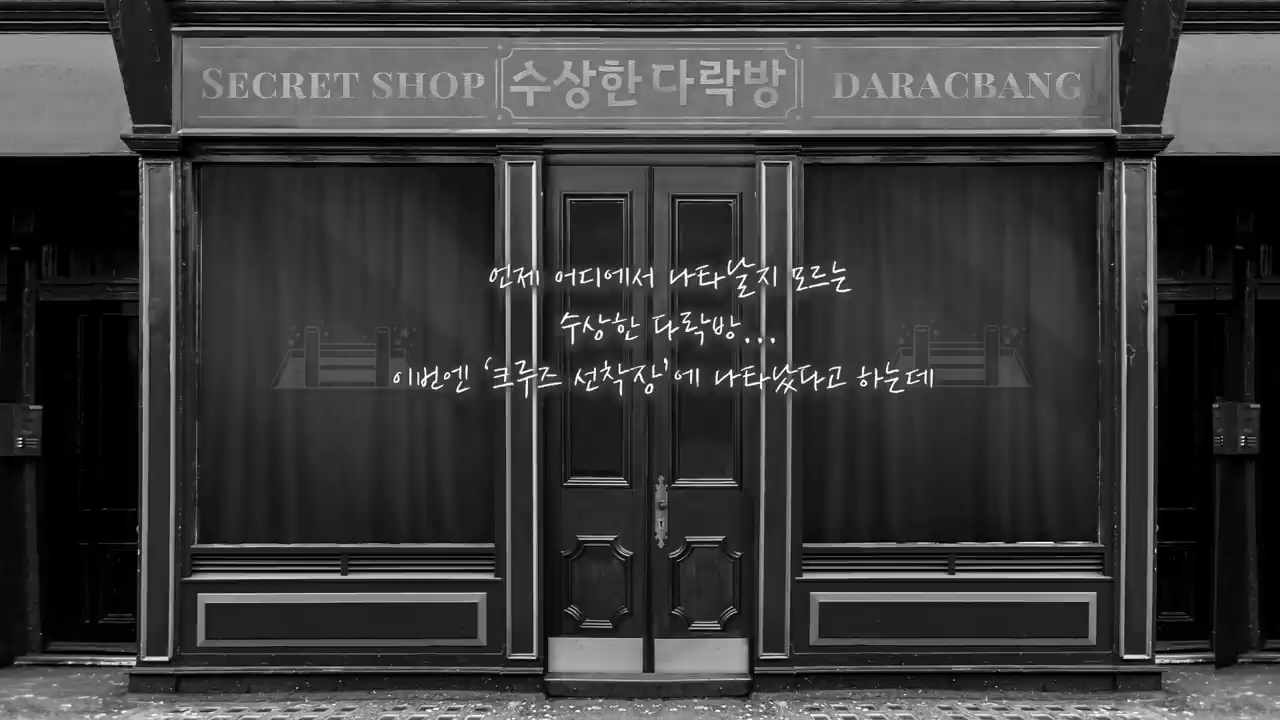 SECRET SHOP 수상한 다락방 DARACBANG
언제 어디에서 나타날지 모르는
수상한 다락방...
이번엔 '크루즈 선착장'에 나타났다고 하는데